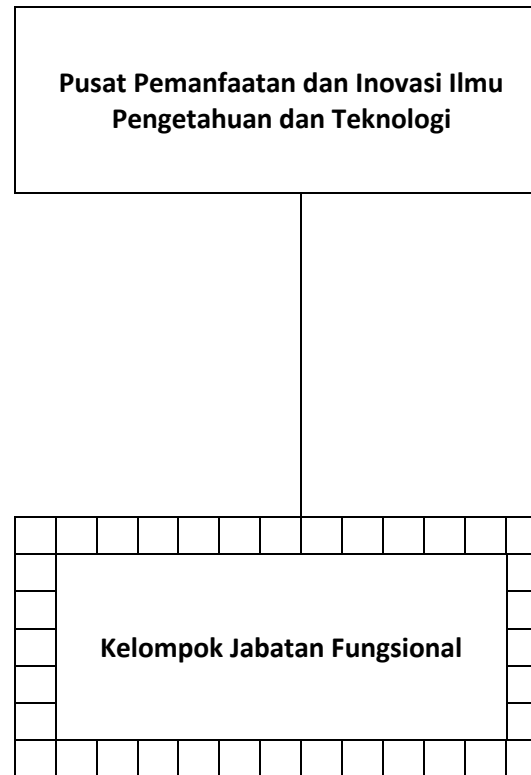 Pusat Pemanfaatan dan Inovasi Ilmu
Pengetahuan dan Teknologi
Kelompok Jabatan Fungsional